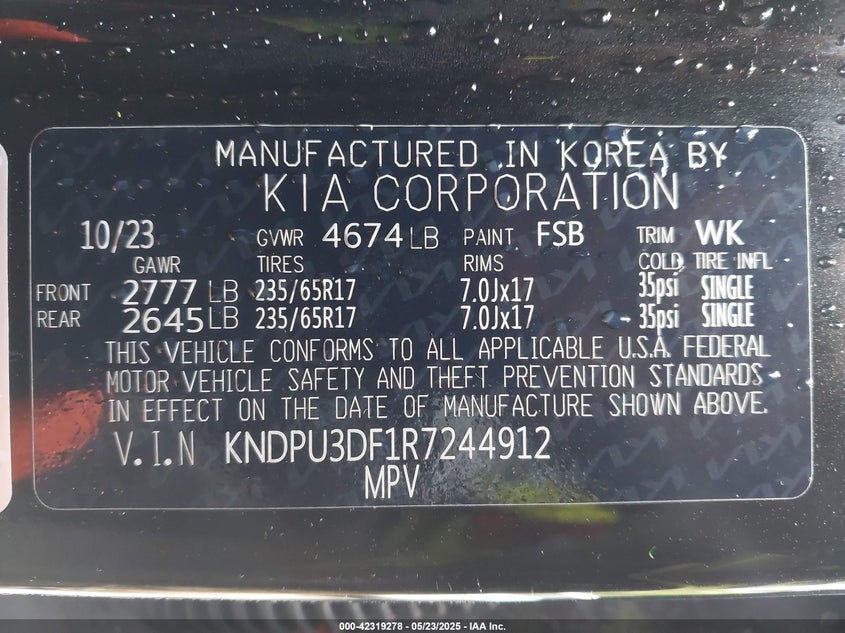 MANUFACTURED IN KOREA BY
KIA CORPORATION
10/23 GVWR 4674 LB PAINT FSB TRIM WK
GAWR TIRES RIMS COLD TIRE INFL
FRONT 2777 LB 235/65R17 7.0Jx17 35psi SINGLE
REAR 2645 LB 235/65R17 7.0Jx17 35psi SINGLE
THIS VEHICLE CONFORMS TO ALL APPLICABLE U.S.A. FEDERAL
MOTOR VEHICLE SAFETY AND THEFT PREVENTION STANDARDS
IN EFFECT ON THE DATE OF MANUFACTURE SHOWN ABOVE.
V.I.N KNDPU3DF1R7244912
MPV
000-42319278 - 05/23/2025 - IAA Inc.